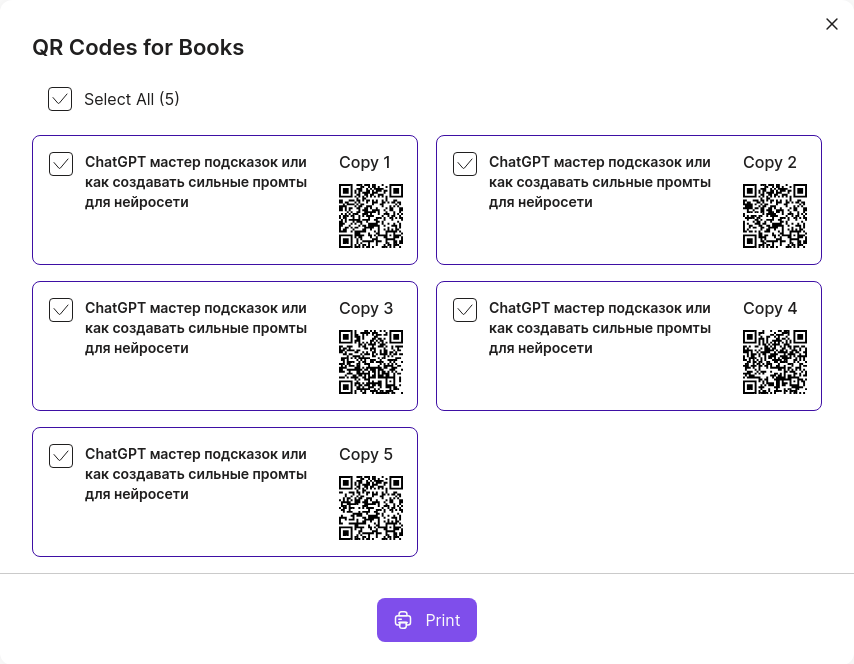 QR Codes for Books
Select All (5)
ChatGPT мастер подсказок или
как создавать сильные промты
для нейросети
Copy 1
ChatGPT мастер подсказок или
как создавать сильные промты
для нейросети
Copy 2
ChatGPT мастер подсказок или
как создавать сильные промты
для нейросети
Copy 3
ChatGPT мастер подсказок или
как создавать сильные промты
для нейросети
Copy 4
ChatGPT мастер подсказок или
как создавать сильные промты
для нейросети
Copy 5
Print